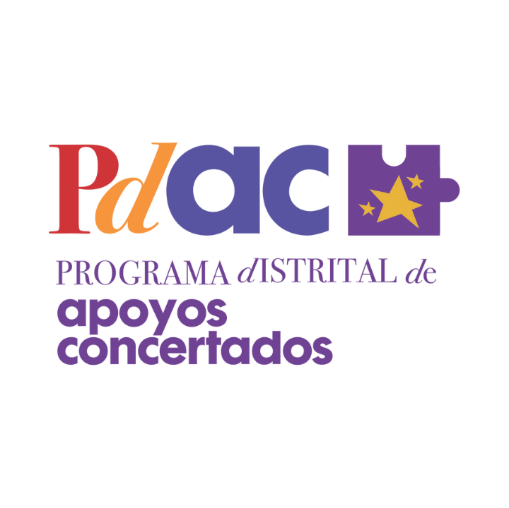 Pdac
PROGRAMA dISTRITAL de
apoyos
concertados